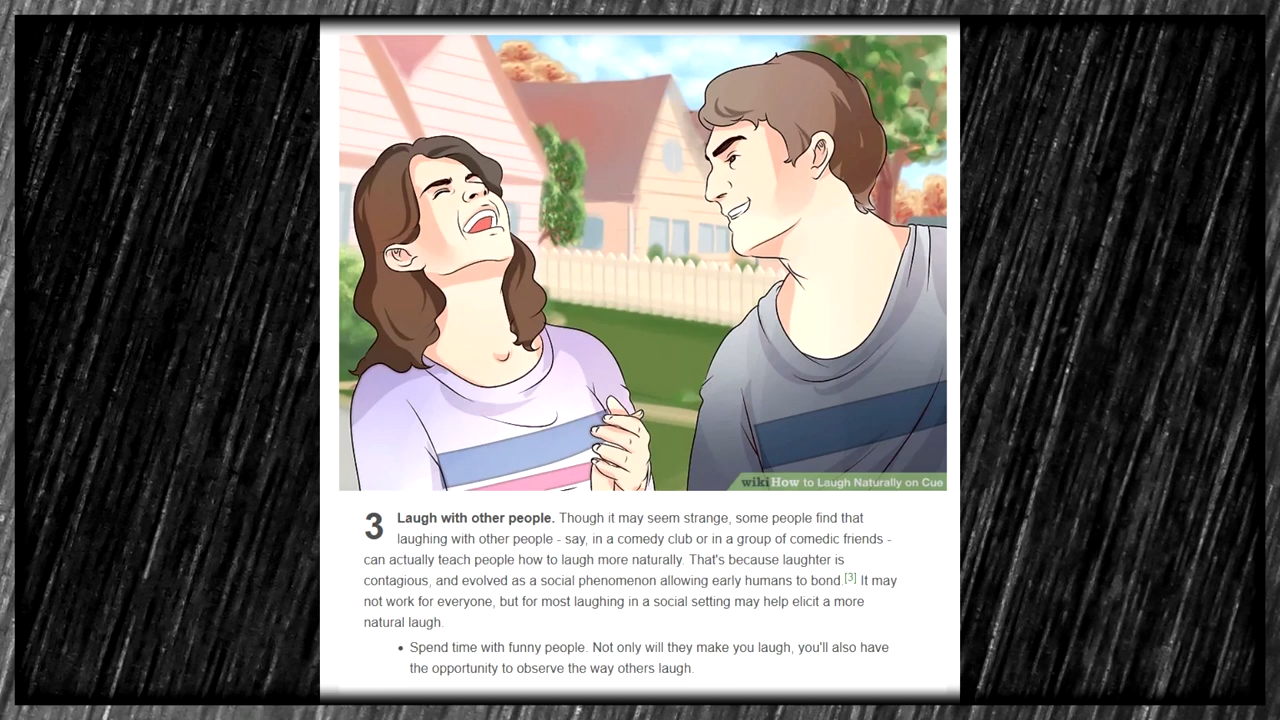 wikiHow to Laugh Naturally on Cue
3 Laugh with other people. Though it may seem strange, some people find that
laughing with other people - say, in a comedy club or in a group of comedic friends -
can actually teach people how to laugh more naturally. That's because laughter is
contagious, and evolved as a social phenomenon allowing early humans to bond.[3] It may
not work for everyone, but for most laughing in a social setting may help elicit a more
natural laugh.
• Spend time with funny people. Not only will they make you laugh, you'll also have
the opportunity to observe the way others laugh.